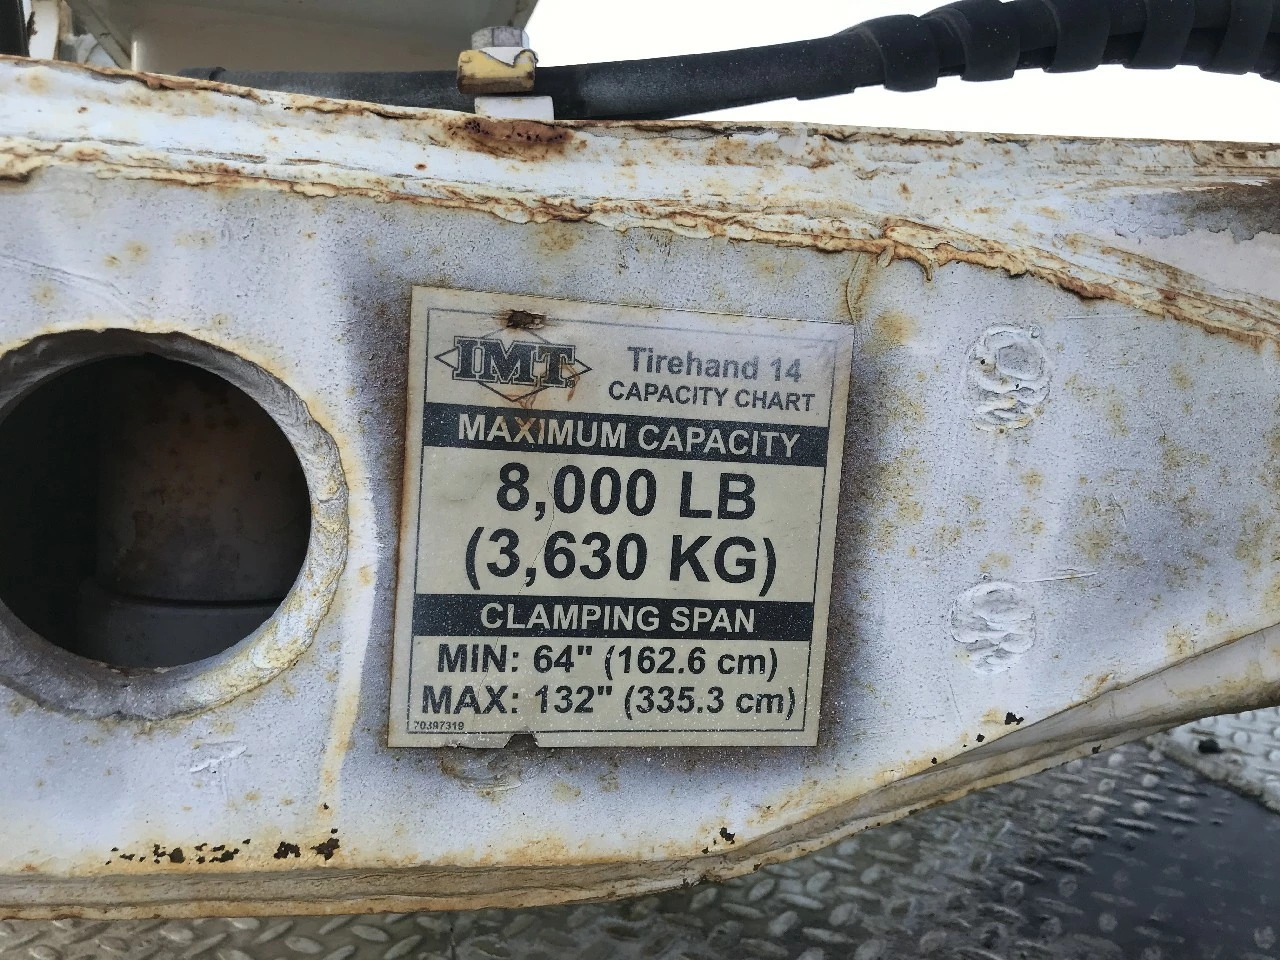 IMT
Tirehand 14
CAPACITY CHART
MAXIMUM CAPACITY
8,000 LB
(3,630 KG)
CLAMPING SPAN
MIN: 64" (162.6 cm)
MAX: 132" (335.3 cm)
70397319